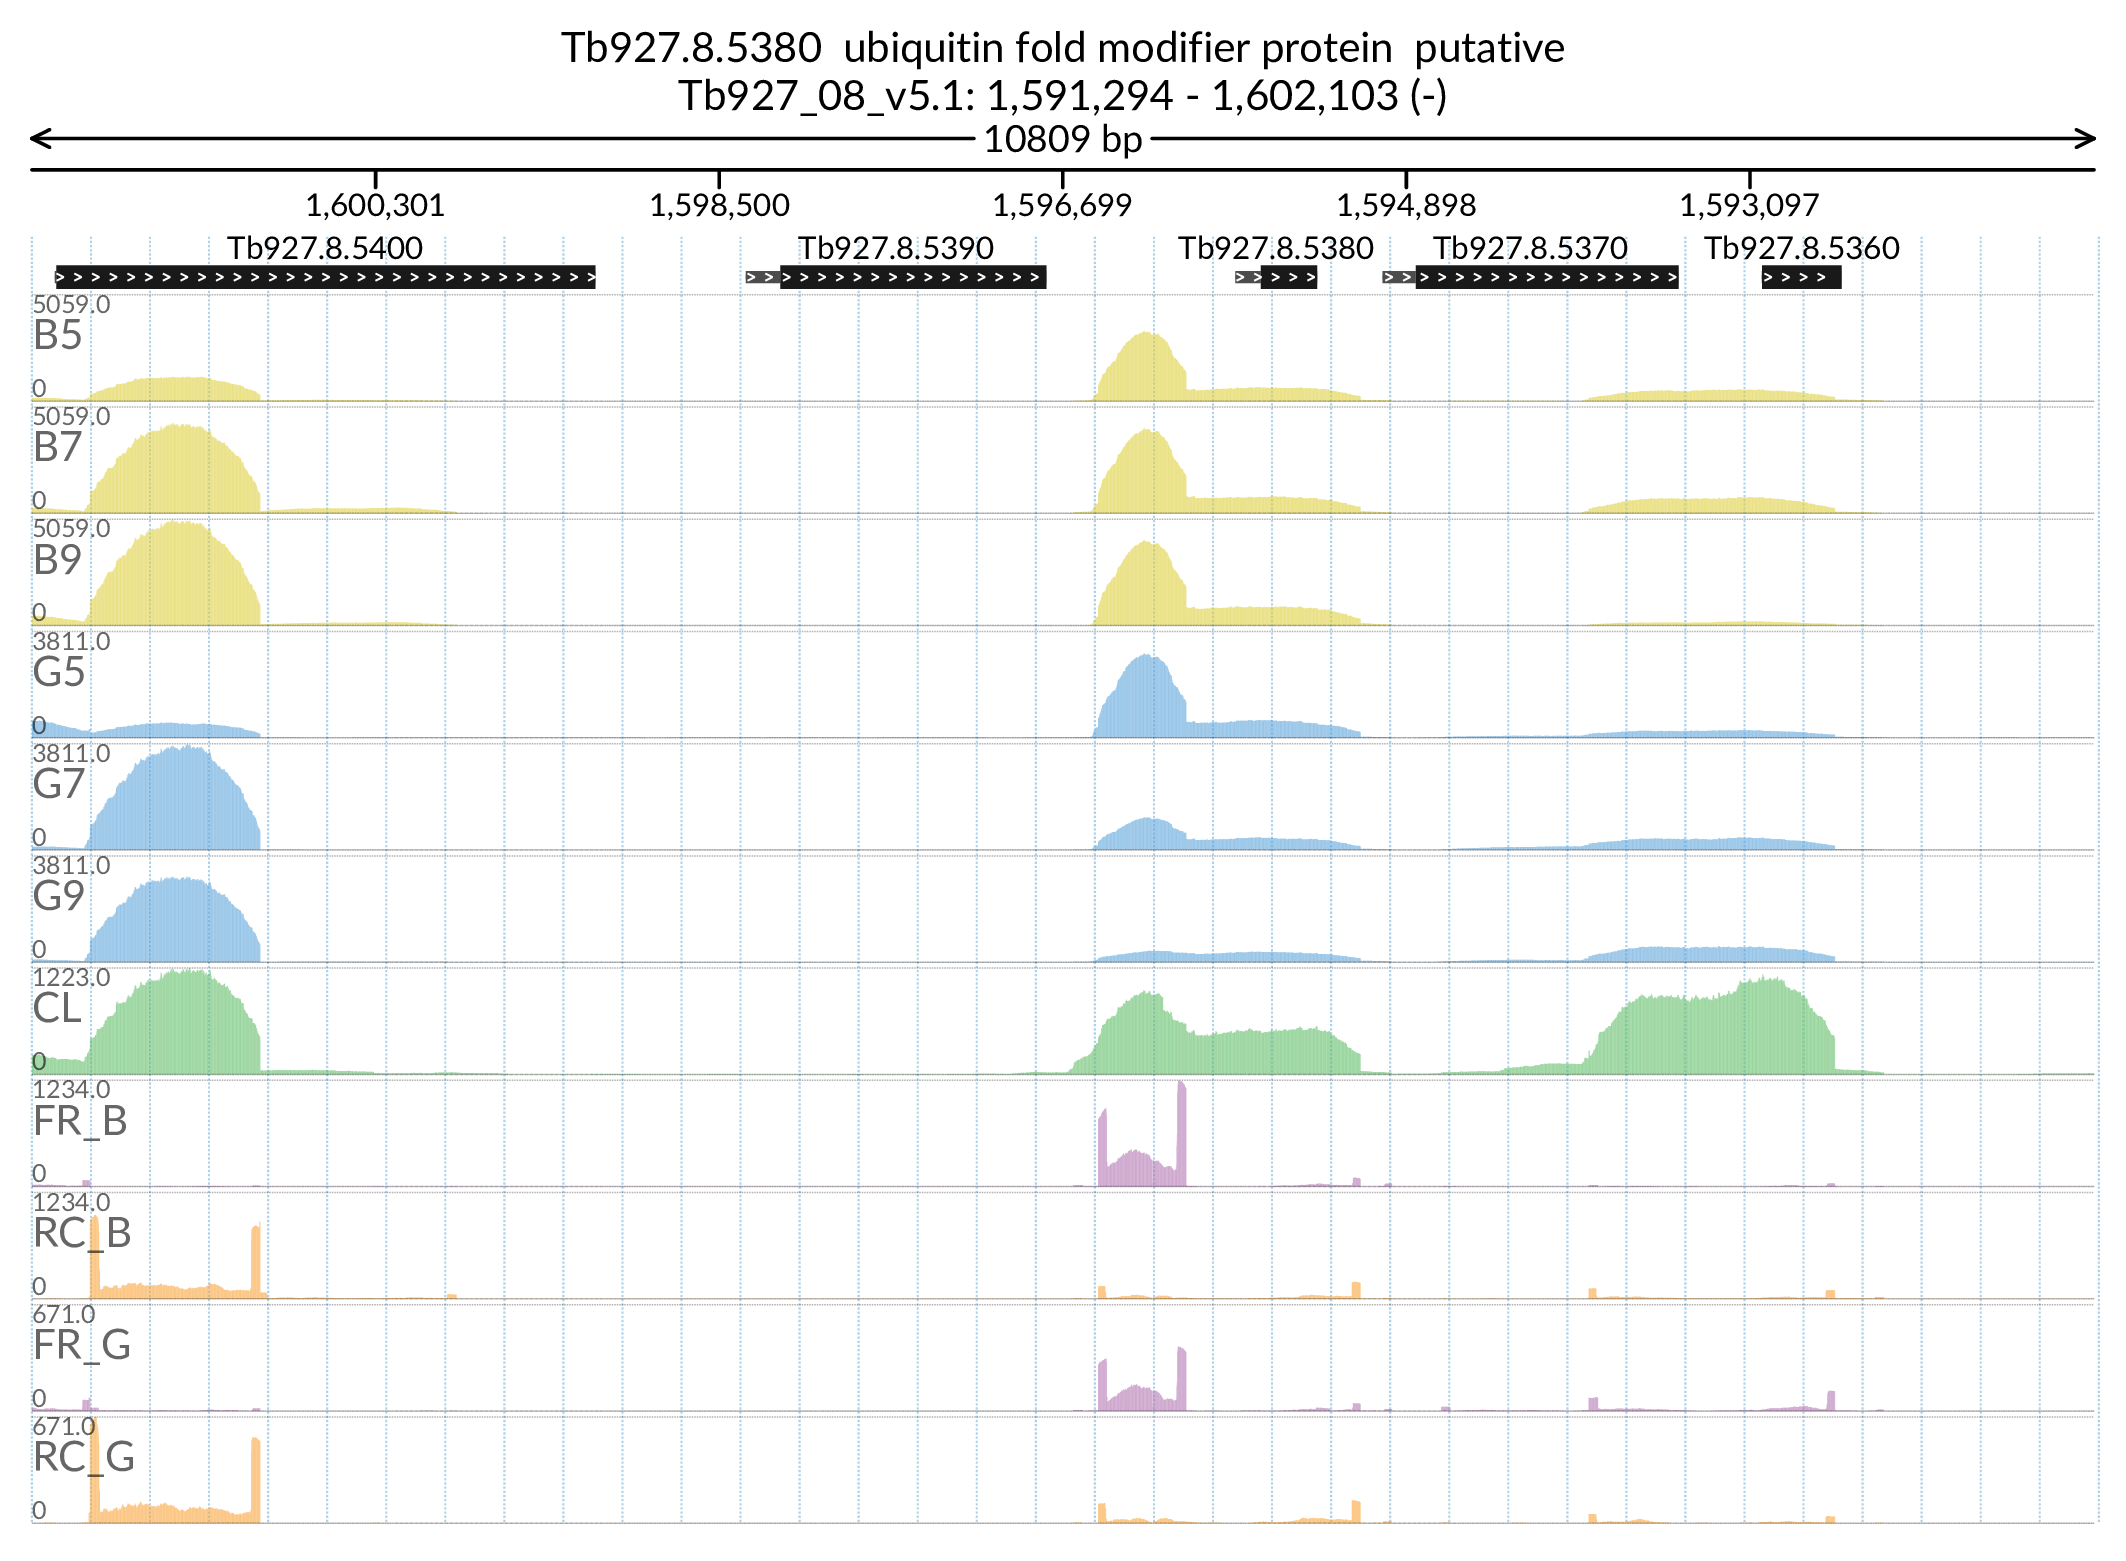 Tb927.8.5380  ubiquitin fold modifier protein  putative
Tb927_08_v5.1: 1,591,294 - 1,602,103 (-)
10809 bp
1,600,301 1,598,500 1,596,699 1,594,898 1,593,097
Tb927.8.5400 Tb927.8.5390 Tb927.8.5380 Tb927.8.5370 Tb927.8.5360
5059.0
B5
0
5059.0
B7
0
5059.0
B9
0
3811.0
G5
0
3811.0
G7
0
3811.0
G9
0
1223.0
CL
0
1234.0
FR_B
0
1234.0
RC_B
0
671.0
FR_G
0
671.0
RC_G
0